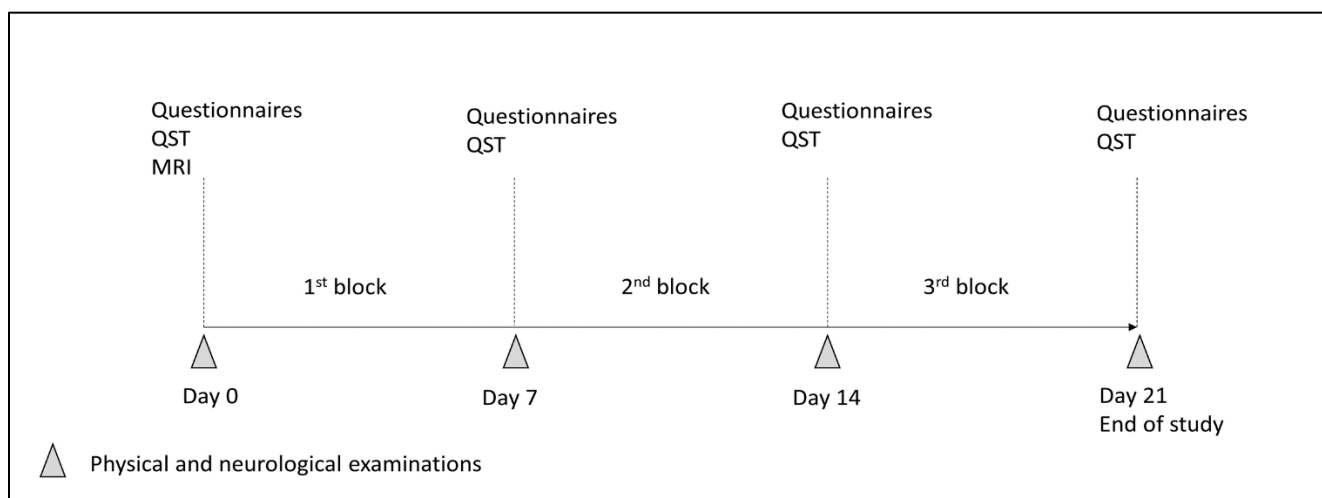 Questionnaires
QST
MRI
Questionnaires
QST
Questionnaires
QST
Questionnaires
QST
1st block
2nd block
3rd block
Day 0
Day 7
Day 14
Day 21
End of study
Physical and neurological examinations